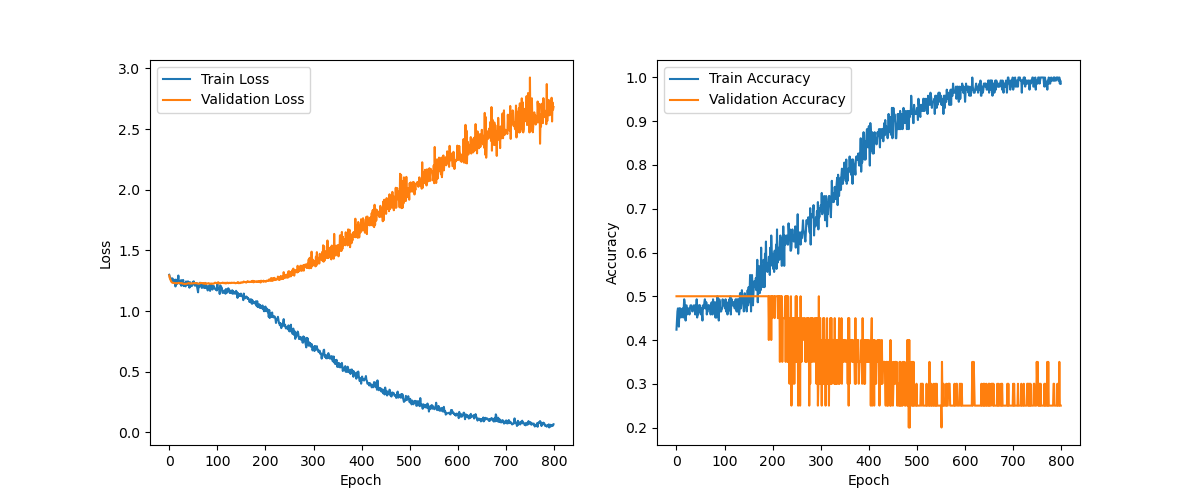 Train Loss
Validation Loss
3.0
2.5
2.0
1.5
1.0
0.5
0.0
Loss
0 100 200 300 400 500 600 700 800
Epoch
Train Accuracy
Validation Accuracy
1.0
0.9
0.8
0.7
0.6
0.5
0.4
0.3
0.2
Accuracy
0 100 200 300 400 500 600 700 800
Epoch